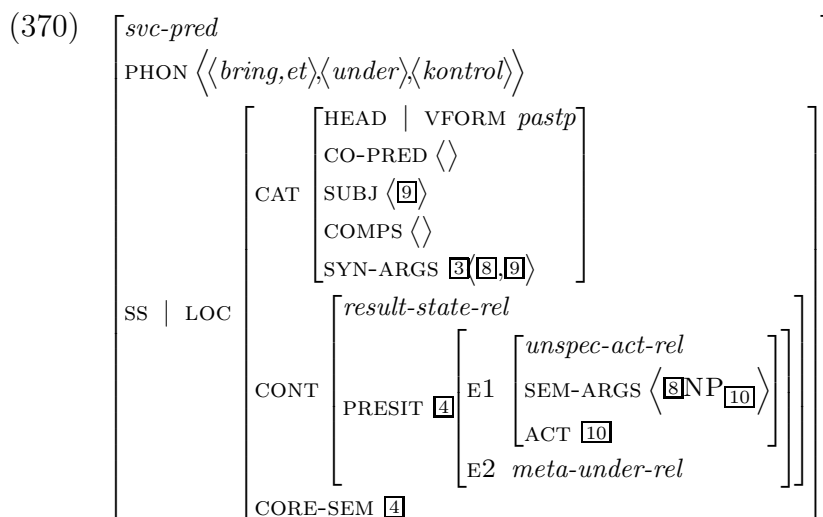 (370) svc-pred
PHON ⟨⟨bring,et⟩,⟨under⟩,⟨kontrol⟩⟩
HEAD | VFORM pastp
CO-PRED ⟨⟩
CAT SUBJ ⟨9⟩
COMPS ⟨⟩
SYN-ARGS 3⟨8,9⟩
SS | LOC
result-state-rel
unspec-act-rel
CONT PRESIT 4 E1 SEM-ARGS ⟨8NP10⟩
ACT 10
E2 meta-under-rel
CORE-SEM 4